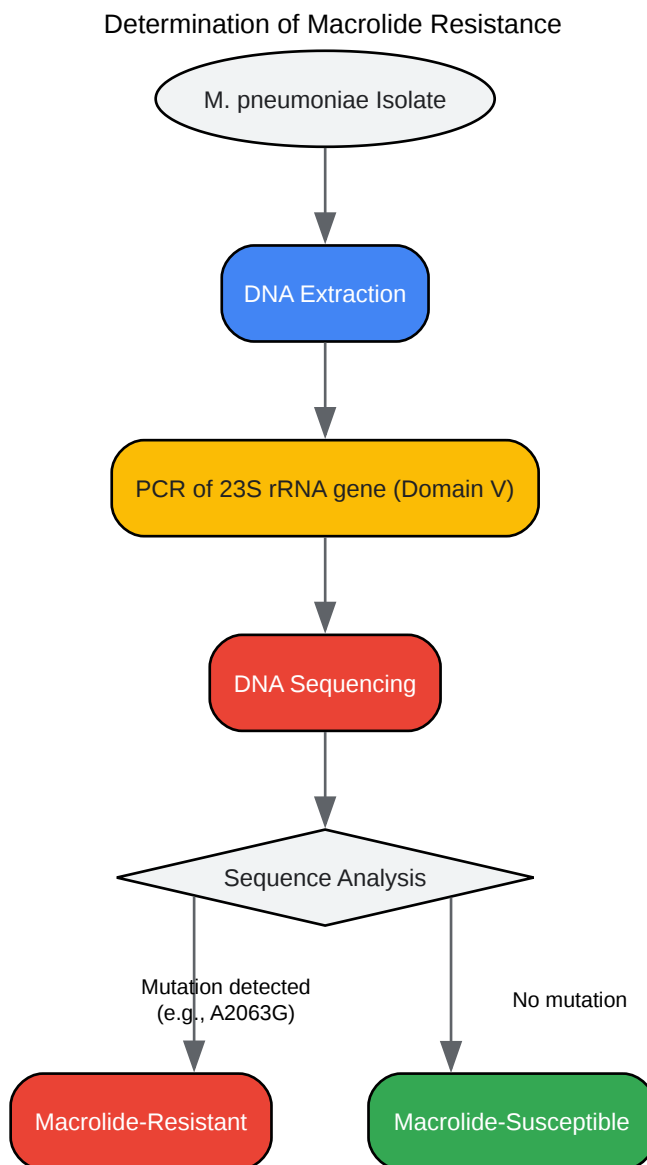 Determination of Macrolide Resistance
M. pneumoniae Isolate
DNA Extraction
PCR of 23S rRNA gene (Domain V)
DNA Sequencing
Sequence Analysis
Mutation detected
(e.g., A2063G)
No mutation
Macrolide-Resistant
Macrolide-Susceptible